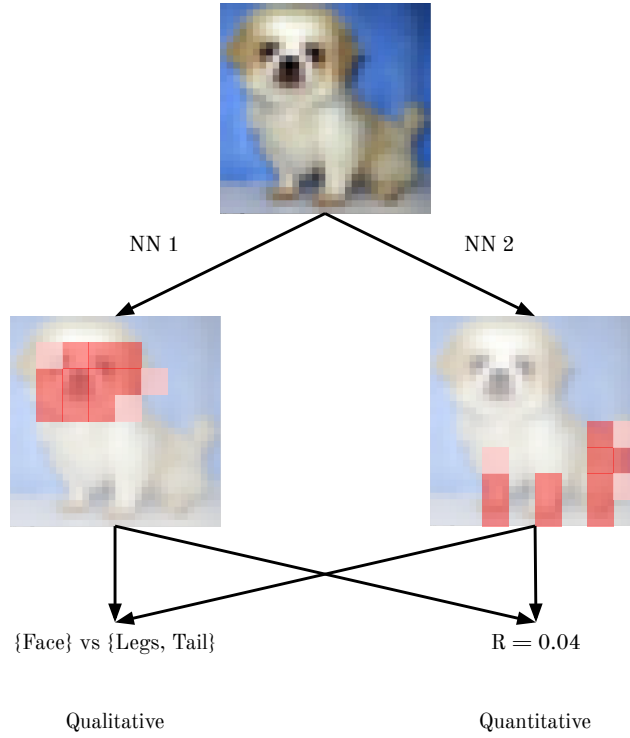 NN 1
NN 2
{Face} vs {Legs, Tail}
R = 0.04
Qualitative
Quantitative